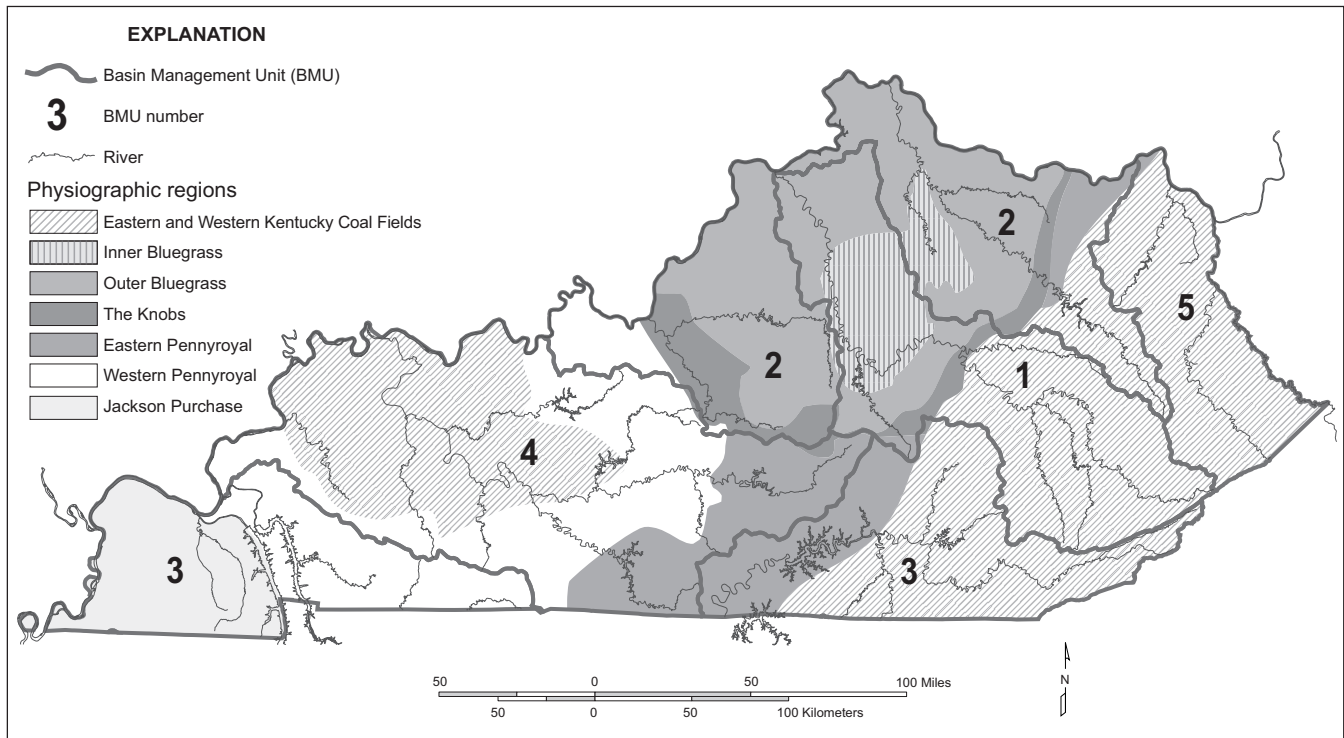 EXPLANATION
Basin Management Unit (BMU)
3 BMU number
River
Physiographic regions
Eastern and Western Kentucky Coal Fields
Inner Bluegrass
Outer Bluegrass
The Knobs
Eastern Pennyroyal
Western Pennyroyal
Jackson Purchase
2
5
1
2
4
3
3
50 0 50 100 Miles
50 0 50 100 Kilometers
N